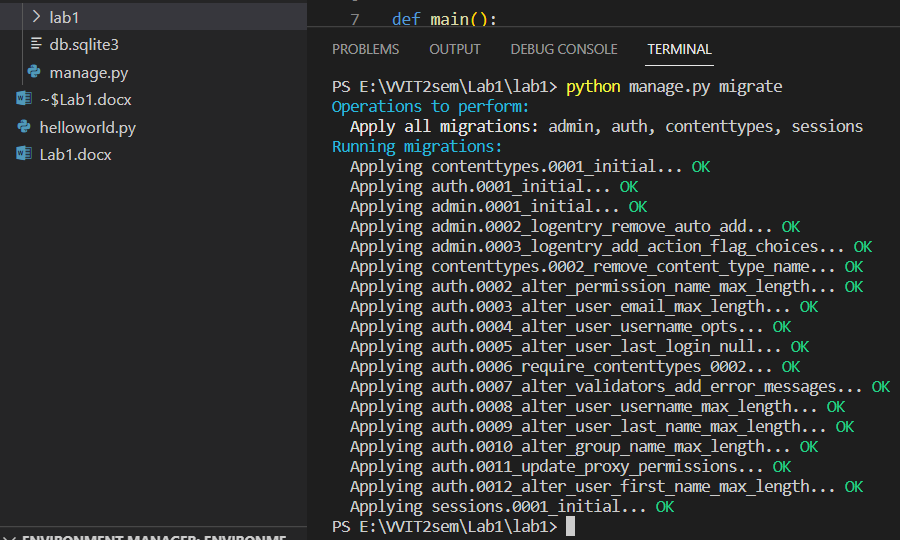 lab1
db.sqlite3
manage.py
~$Lab1.docx
helloworld.py
Lab1.docx
7 def main():
PROBLEMS OUTPUT DEBUG CONSOLE TERMINAL
PS E:\VVIT2sem\Lab1\lab1> python manage.py migrate
Operations to perform:
Apply all migrations: admin, auth, contenttypes, sessions
Running migrations:
Applying contenttypes.0001_initial... OK
Applying auth.0001_initial... OK
Applying admin.0001_initial... OK
Applying admin.0002_logentry_remove_auto_add... OK
Applying admin.0003_logentry_add_action_flag_choices... OK
Applying contenttypes.0002_remove_content_type_name... OK
Applying auth.0002_alter_permission_name_max_length... OK
Applying auth.0003_alter_user_email_max_length... OK
Applying auth.0004_alter_user_username_opts... OK
Applying auth.0005_alter_user_last_login_null... OK
Applying auth.0006_require_contenttypes_0002... OK
Applying auth.0007_alter_validators_add_error_messages... OK
Applying auth.0008_alter_user_username_max_length... OK
Applying auth.0009_alter_user_last_name_max_length... OK
Applying auth.0010_alter_group_name_max_length... OK
Applying auth.0011_update_proxy_permissions... OK
Applying auth.0012_alter_user_first_name_max_length... OK
Applying sessions.0001_initial... OK
PS E:\VVIT2sem\Lab1\lab1>
ENVIRONMENT MANAGER: ENVIRONME